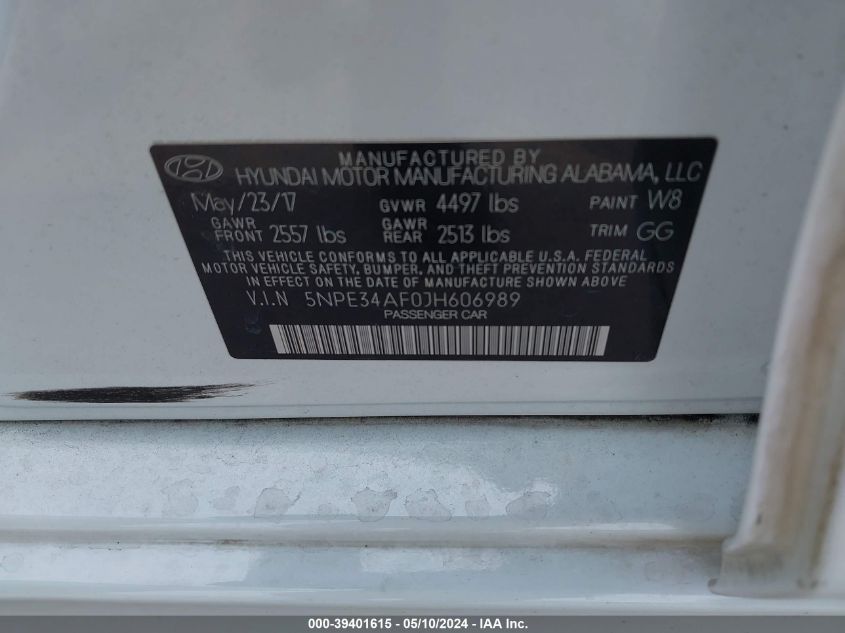 MANUFACTURED BY
HYUNDAI MOTOR MANUFACTURING ALABAMA, LLC
May/23/17 GVWR 4497 lbs PAINT W8
GAWR FRONT 2557 lbs GAWR REAR 2513 lbs TRIM GG
THIS VEHICLE CONFORMS TO ALL APPLICABLE U.S.A. FEDERAL
MOTOR VEHICLE SAFETY, BUMPER, AND THEFT PREVENTION STANDARDS
IN EFFECT ON THE DATE OF MANUFACTURE SHOWN ABOVE
V.I.N 5NPE34AF0JH606989
PASSENGER CAR
000-39401615 - 05/10/2024 - IAA Inc.